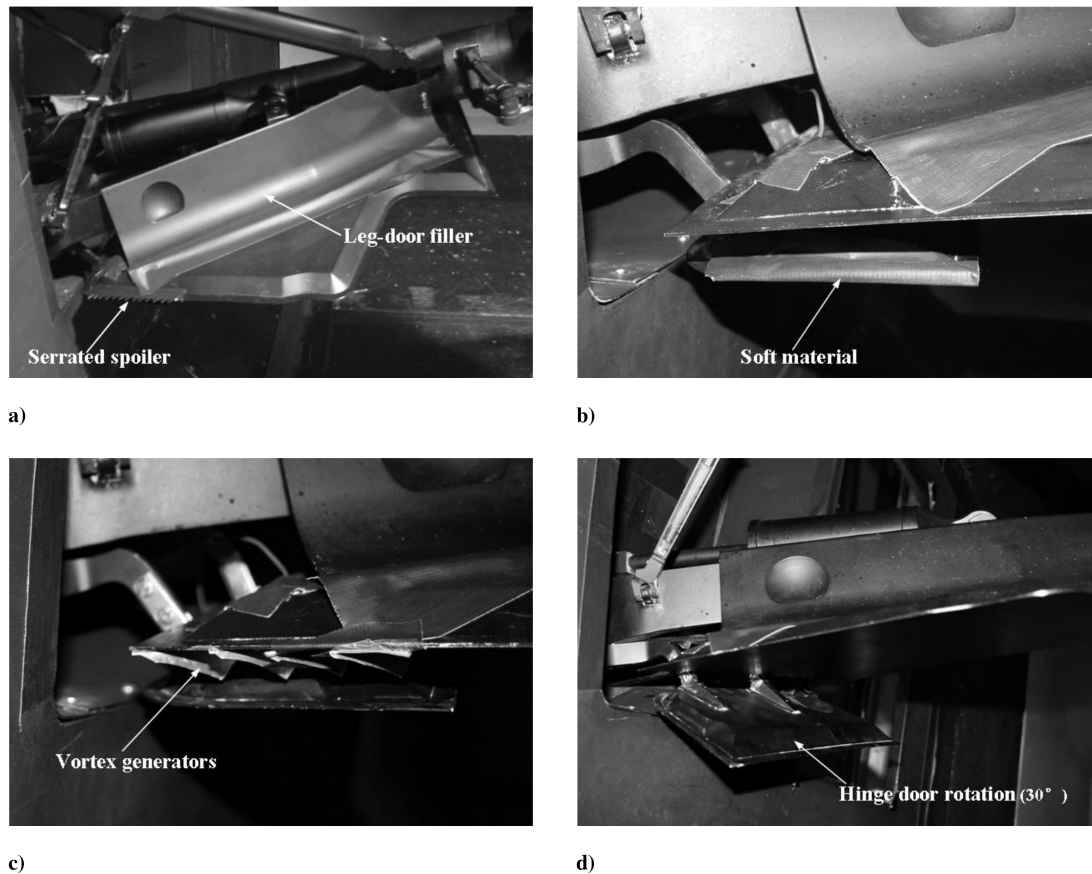 Leg-door filler
Serrated spoiler
a)
Soft material
b)
Vortex generators
c)
Hinge door rotation (30°)
d)